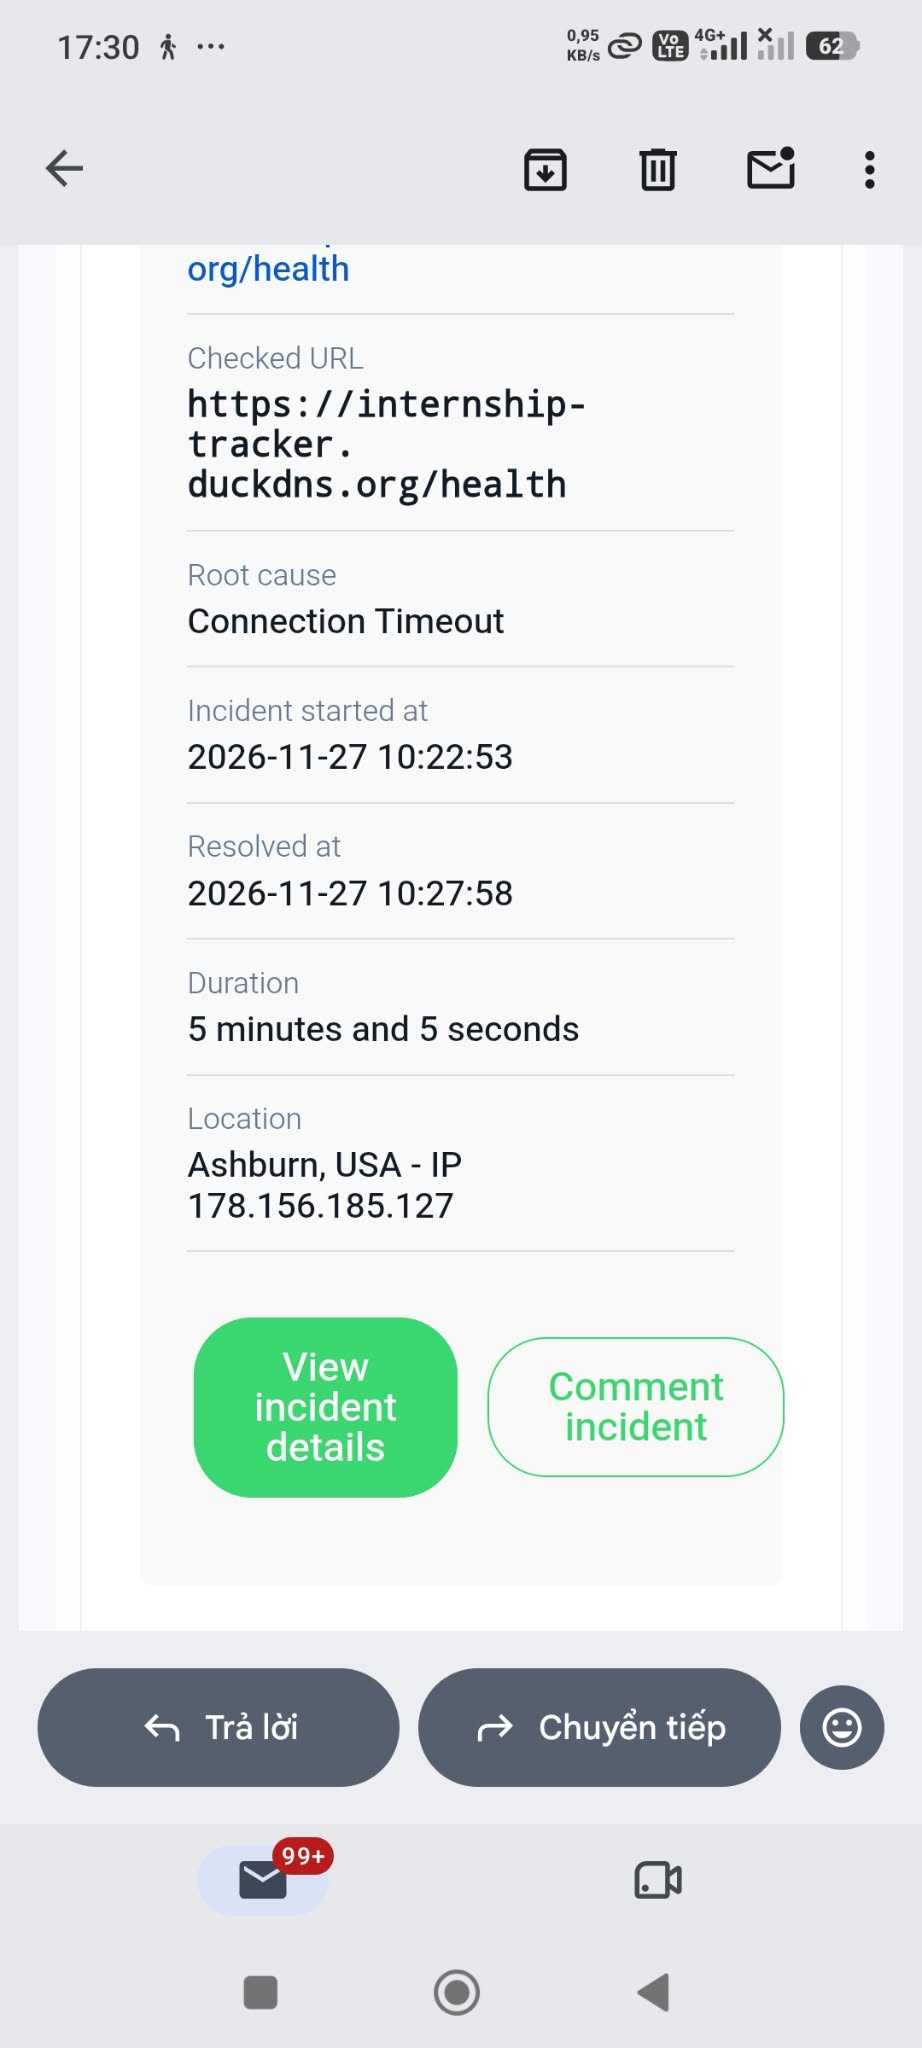 17:30
0,95
KB/s
Vo
LTE
4G+
62
org/health
Checked URL
https://internship-
tracker.
duckdns.org/health
Root cause
Connection Timeout
Incident started at
2026-11-27 10:22:53
Resolved at
2026-11-27 10:27:58
Duration
5 minutes and 5 seconds
Location
Ashburn, USA - IP
178.156.185.127
View
incident
details
Comment
incident
Trả lời
Chuyển tiếp
99+